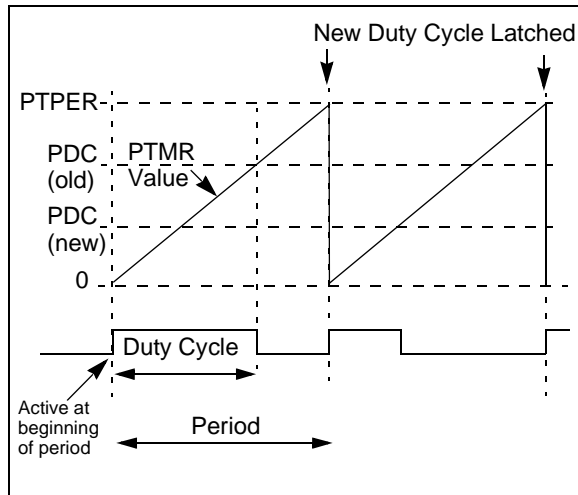 New Duty Cycle Latched
PTPER
PDC
(old)
PTMR
Value
PDC
(new)
0
Duty Cycle
Active at
beginning
of period
Period